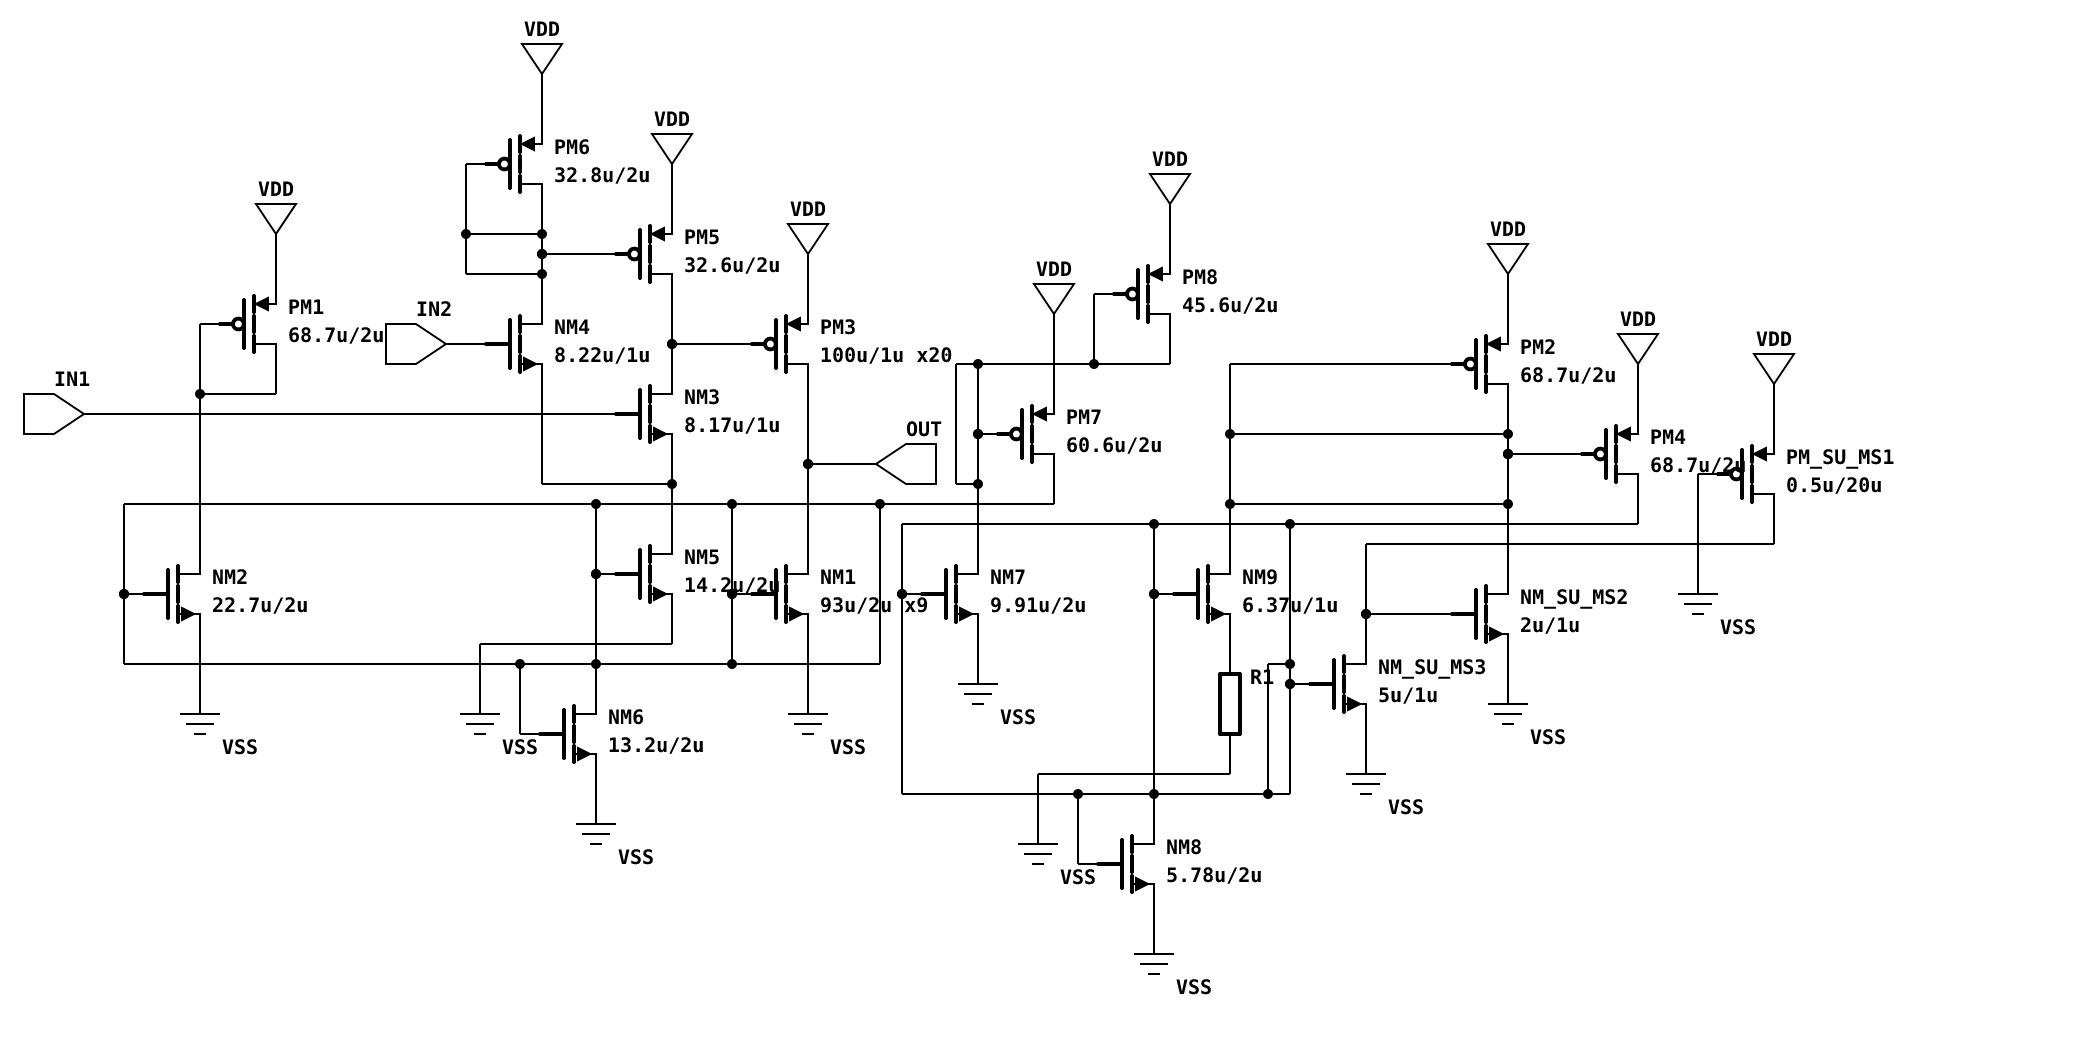 VDD
VDD
PM6
32.8u/2u
VDD
VDD
VDD
PM5
32.6u/2u
VDD
VDD
PM8
45.6u/2u
VDD
PM1
68.7u/2u
IN2
NM4
8.22u/1u
PM3
100u/1u x20
VDD
PM2
68.7u/2u
VDD
IN1
NM3
8.17u/1u
OUT
PM7
60.6u/2u
PM4
68.7u/2u
PM_SU_MS1
0.5u/20u
NM2
22.7u/2u
NM5
14.2u/2u
NM1
93u/2u x9
NM7
9.91u/2u
NM9
6.37u/1u
NM_SU_MS2
2u/1u
VSS
R1
NM_SU_MS3
5u/1u
VSS
VSS
NM6
13.2u/2u
VSS
VSS
VSS
VSS
VSS
VSS
NM8
5.78u/2u
VSS
VSS